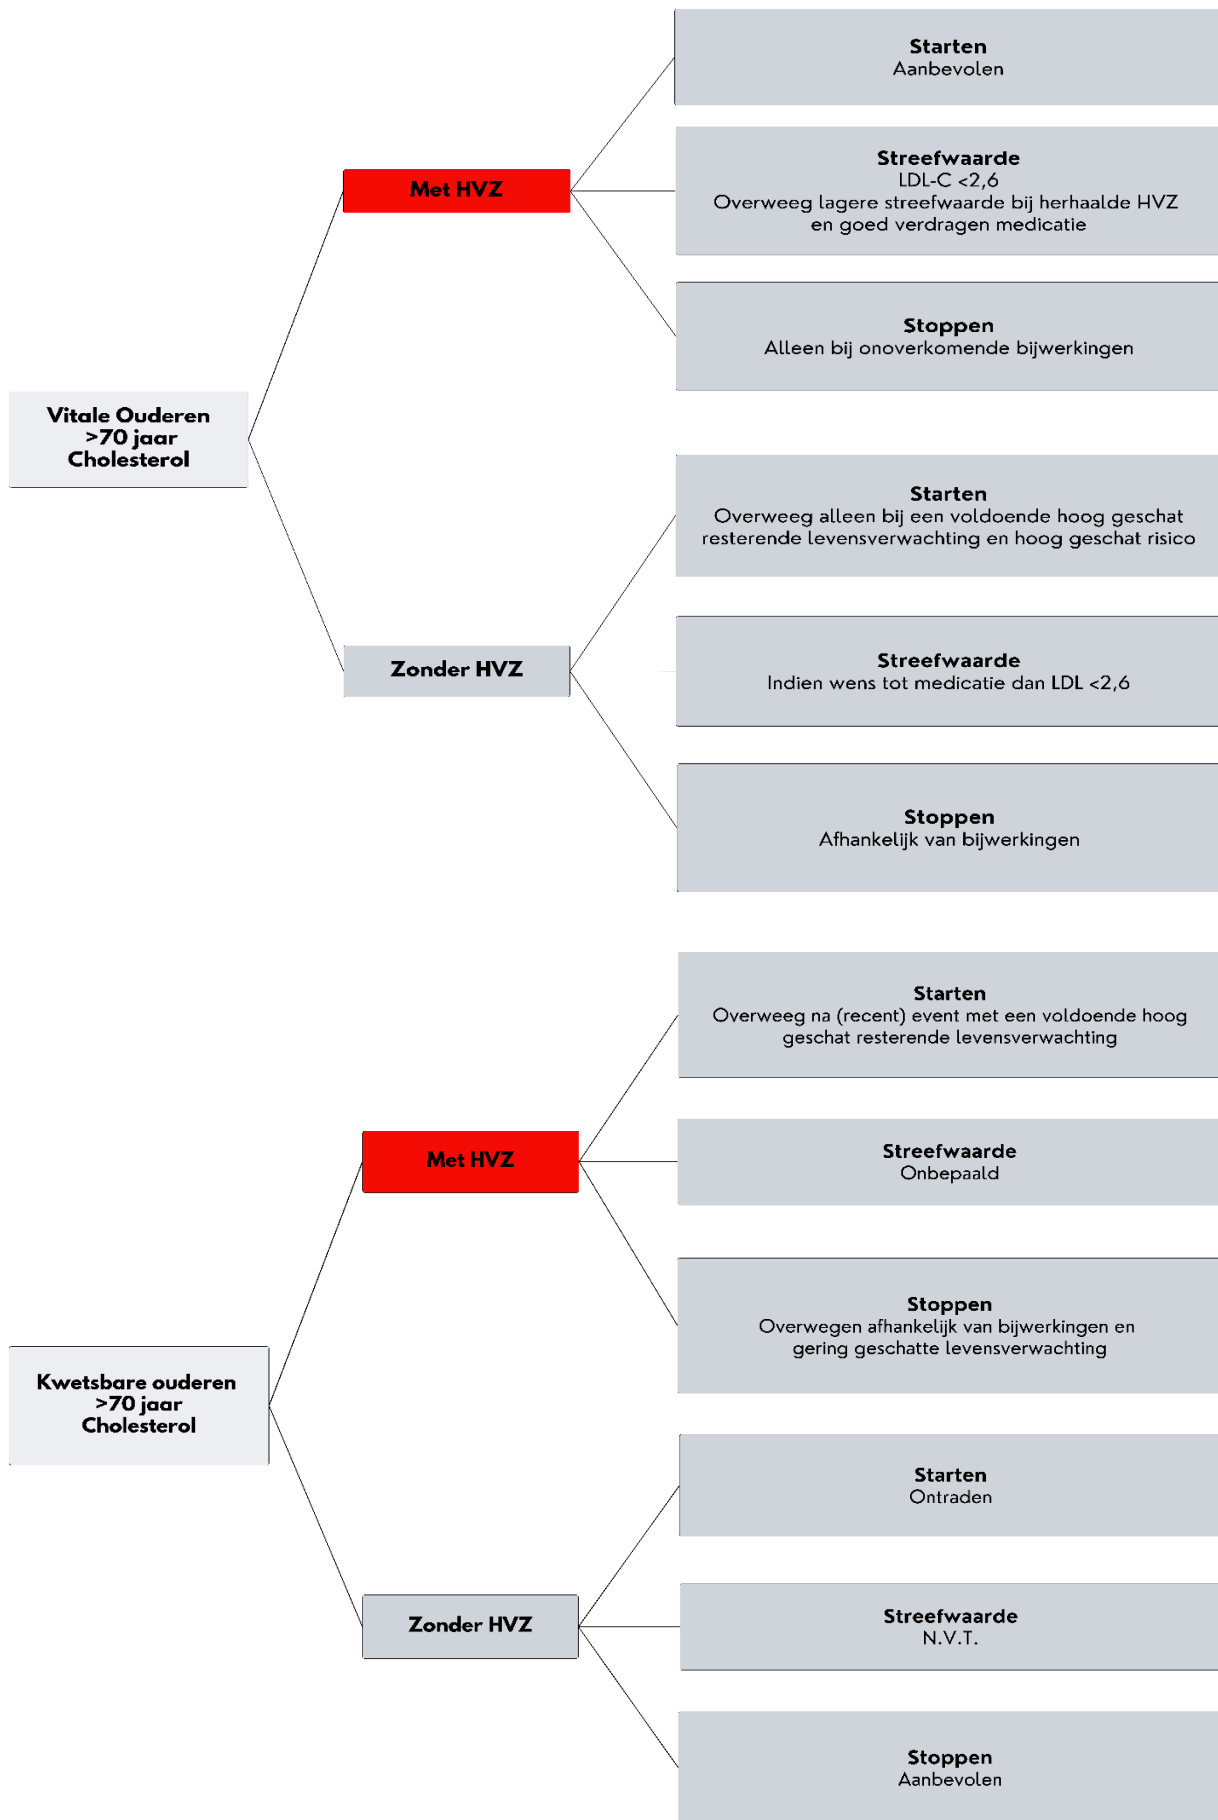 Vitale Ouderen
>70 jaar
Cholesterol
Met HVZ
Starten
Aanbevolen
Streefwaarde
LDL-C <2,6
Overweeg lagere streefwaarde bij herhaalde HVZ
en goed verdragen medicatie
Stoppen
Alleen bij onoverkomende bijwerkingen
Zonder HVZ
Starten
Overweeg alleen bij een voldoende hoog geschat
resterende levensverwachting en hoog geschat risico
Streefwaarde
Indien wens tot medicatie dan LDL <2,6
Stoppen
Afhankelijk van bijwerkingen
Kwetsbare ouderen
>70 jaar
Cholesterol
Met HVZ
Starten
Overweeg na (recent) event met een voldoende hoog
geschat resterende levensverwachting
Streefwaarde
Onbepaald
Stoppen
Overwegen afhankelijk van bijwerkingen en
gering geschatte levensverwachting
Zonder HVZ
Starten
Ontraden
Streefwaarde
N.V.T.
Stoppen
Aanbevolen